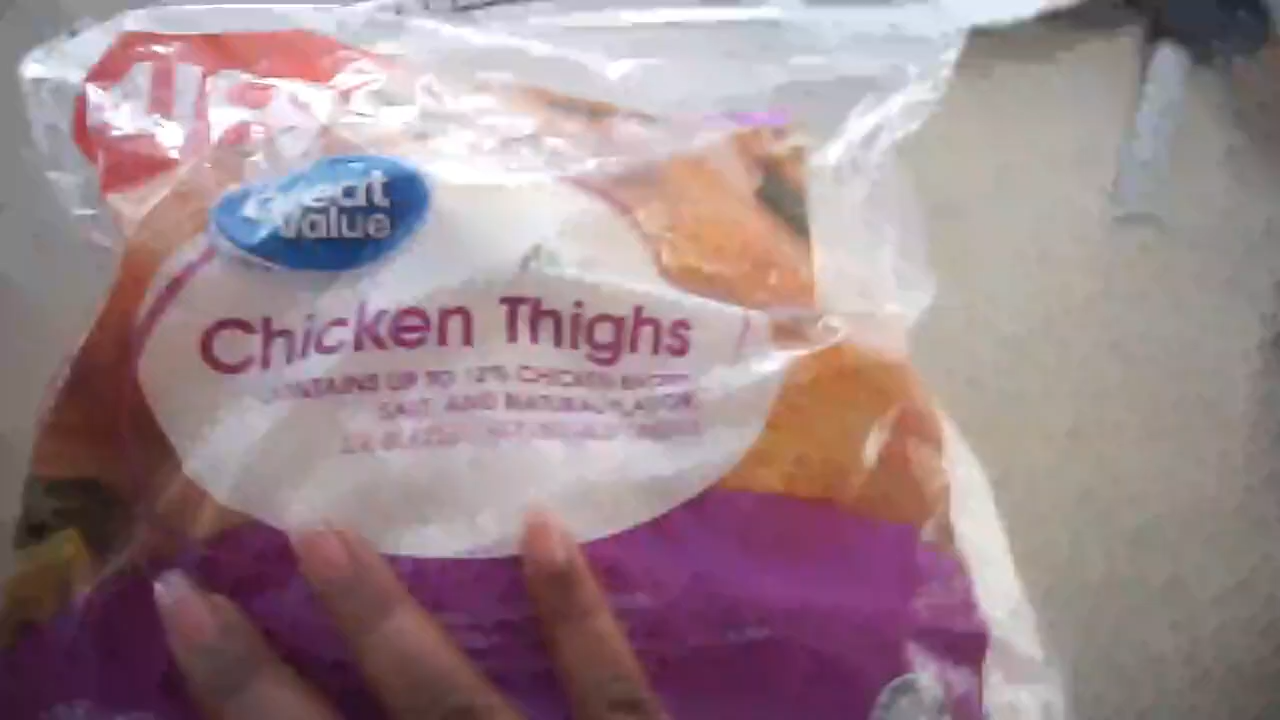 Great
Value
Chicken Thighs
CONTAINS UP TO 12% CHICKEN BROTH,
SALT, AND NATURAL FLAVOR